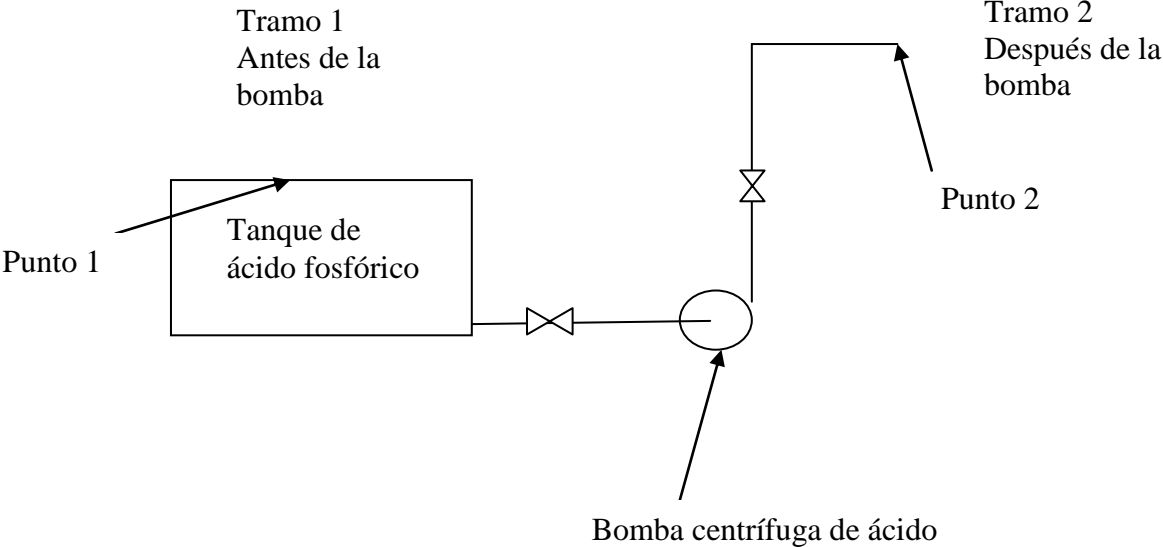 Tramo 1
Antes de la
bomba
Tramo 2
Después de la
bomba
Punto 2
Tanque de
ácido fosfórico
Punto 1
Bomba centrífuga de ácido